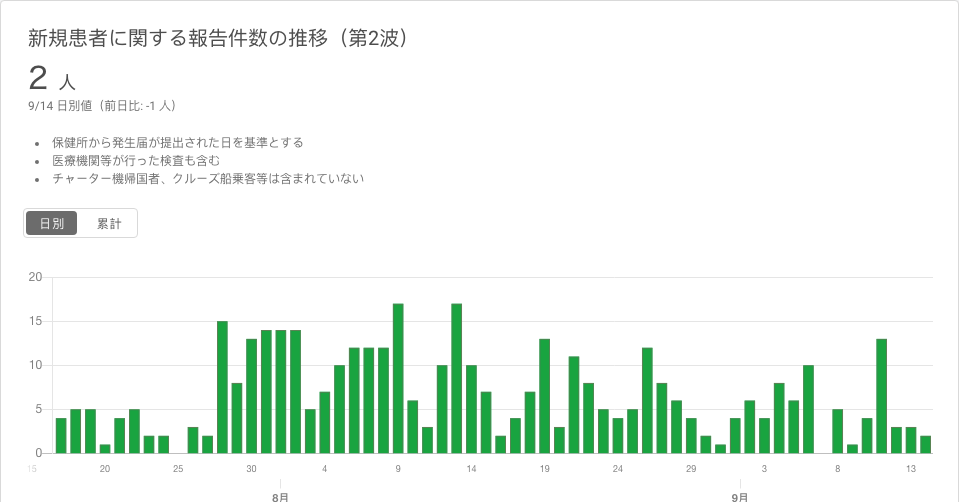 新規患者に関する報告件数の推移（第2波）
2 人
9/14 日別値（前日比: -1 人）
保健所から発生届が提出された日を基準とする
医療機関等が行った検査も含む
チャーター機帰国者、クルーズ船乗客等は含まれていない
日別 累計
20
15
10
5
0
15 20 25 30 4 9 14 19 24 29 3 8 13
8月 9月